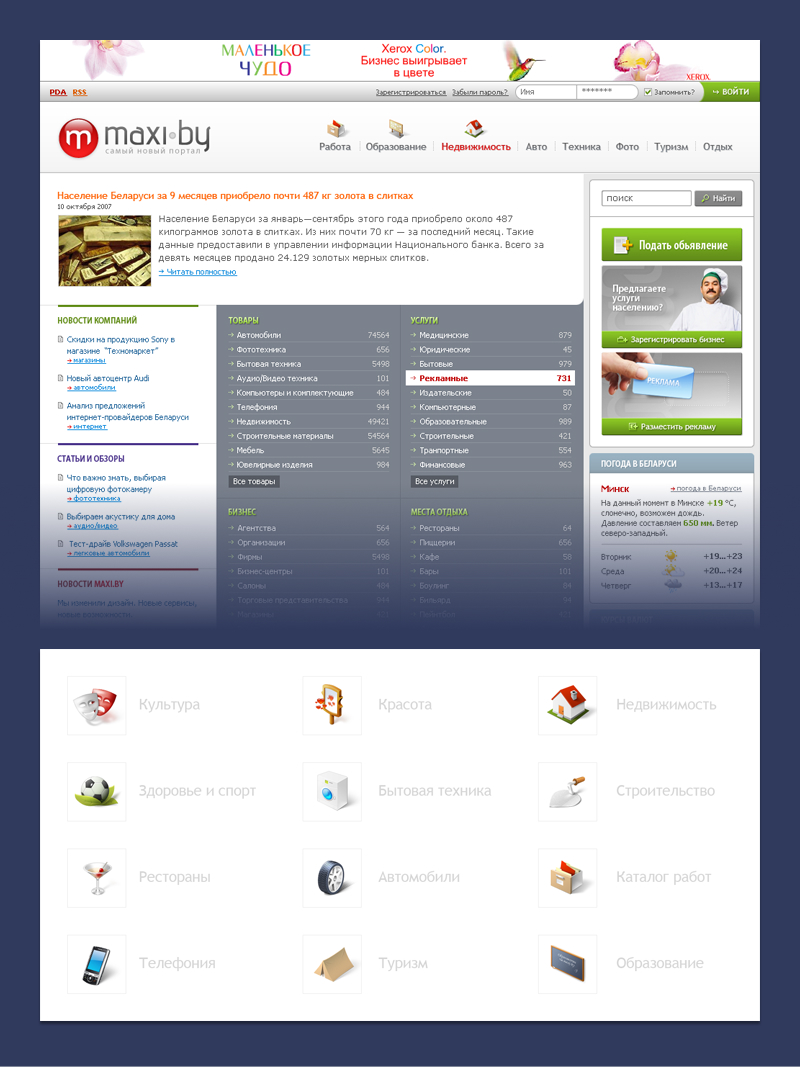 МАЛЕНЬКОЕ
ЧУДО
Xerox Color.
Бизнес выигрывает
в цвете
XEROX
PDA RSS
Зарегистрироваться Забыли пароль? Имя ******* Запомнить? ВОЙТИ
m maxi·by
самый новый портал
Работа Образование Недвижимость Авто Техника Фото Туризм Отдых
Население Беларуси за 9 месяцев приобрело почти 487 кг золота в слитках
10 октября 2007
Население Беларуси за январь—сентябрь этого года приобрело около 487
килограммов золота в слитках. Из них почти 70 кг — за последний месяц. Такие
данные предоставили в управлении информации Национального банка. Всего за
девять месяцев продано 24.129 золотых мерных слитков.
Читать полностью
поиск Найти
Подать объявление
Предлагаете
услуги
населению?
Зарегистрировать бизнес
РЕКЛАМА
Разместить рекламу
НОВОСТИ КОМПАНИЙ
Скидки на продукцию Sony в
магазине "Техномаркет"
магазины
Новый автоцентр Audi
автомобили
Анализ предложений
интернет-провайдеров Беларуси
интернет
СТАТЬИ И ОБЗОРЫ
Что важно знать, выбирая
цифровую фотокамеру
фототехника
Выбираем акустику для дома
аудио/видео
Тест-драйв Volkswagen Passat
легковые автомобили
НОВОСТИ MAXI.BY
Мы изменили дизайн. Новые сервисы,
новые возможности
ТОВАРЫ
Автомобили 74564
Фототехника 656
Бытовая техника 5498
Аудио/Видео техника 101
Компьютеры и комплектующие 484
Телефония 944
Недвижимость 49421
Строительные материалы 54564
Мебель 5645
Ювелирные изделия 984
Все товары
УСЛУГИ
Медицинские 879
Юридические 45
Бытовые 979
Рекламные 731
Издательские 50
Компьютерные 87
Образовательные 989
Строительные 421
Транпортные 554
Финансовые 963
Все услуги
БИЗНЕС
Агентства 564
Организации 656
Фирмы 5498
Бизнес-центры 101
Салоны 484
Торговые представительства 944
МЕСТА ОТДЫХА
Рестораны 64
Пиццерии 656
Кафе 58
Бары 101
Боулинг 84
Бильярд 94
ПОГОДА В БЕЛАРУСИ
Минск погода в Беларуси
На данный момент в Минске +19 °C,
слонечно, возможен дождь.
Давление составляем 650 мм. Ветер
северо-западный.
Вторник +19...+23
Среда +20...+24
Четверг +13...+17
Культура Красота Недвижимость
Здоровье и спорт Бытовая техника Строительство
Рестораны Автомобили Каталог работ
Телефония Туризм Образование